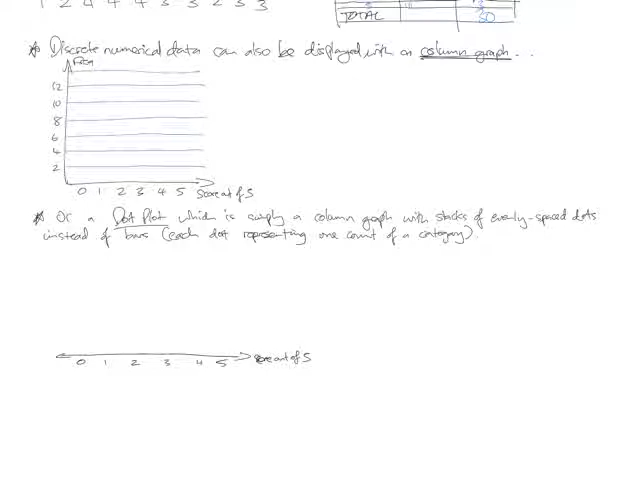 1 2 4 4 4 3 3 2 3 3
TOTAL 30
* Discrete numerical data can also be displayed with a column graph...
Freq
12
10
8
6
4
2
0 1 2 3 4 5 Score out of 5
* Or a Dot Plot which is simply a column graph with stacks of evenly-spaced dots
instead of bars (each dot representing one count of a category).
0 1 2 3 4 5 Score out of 5